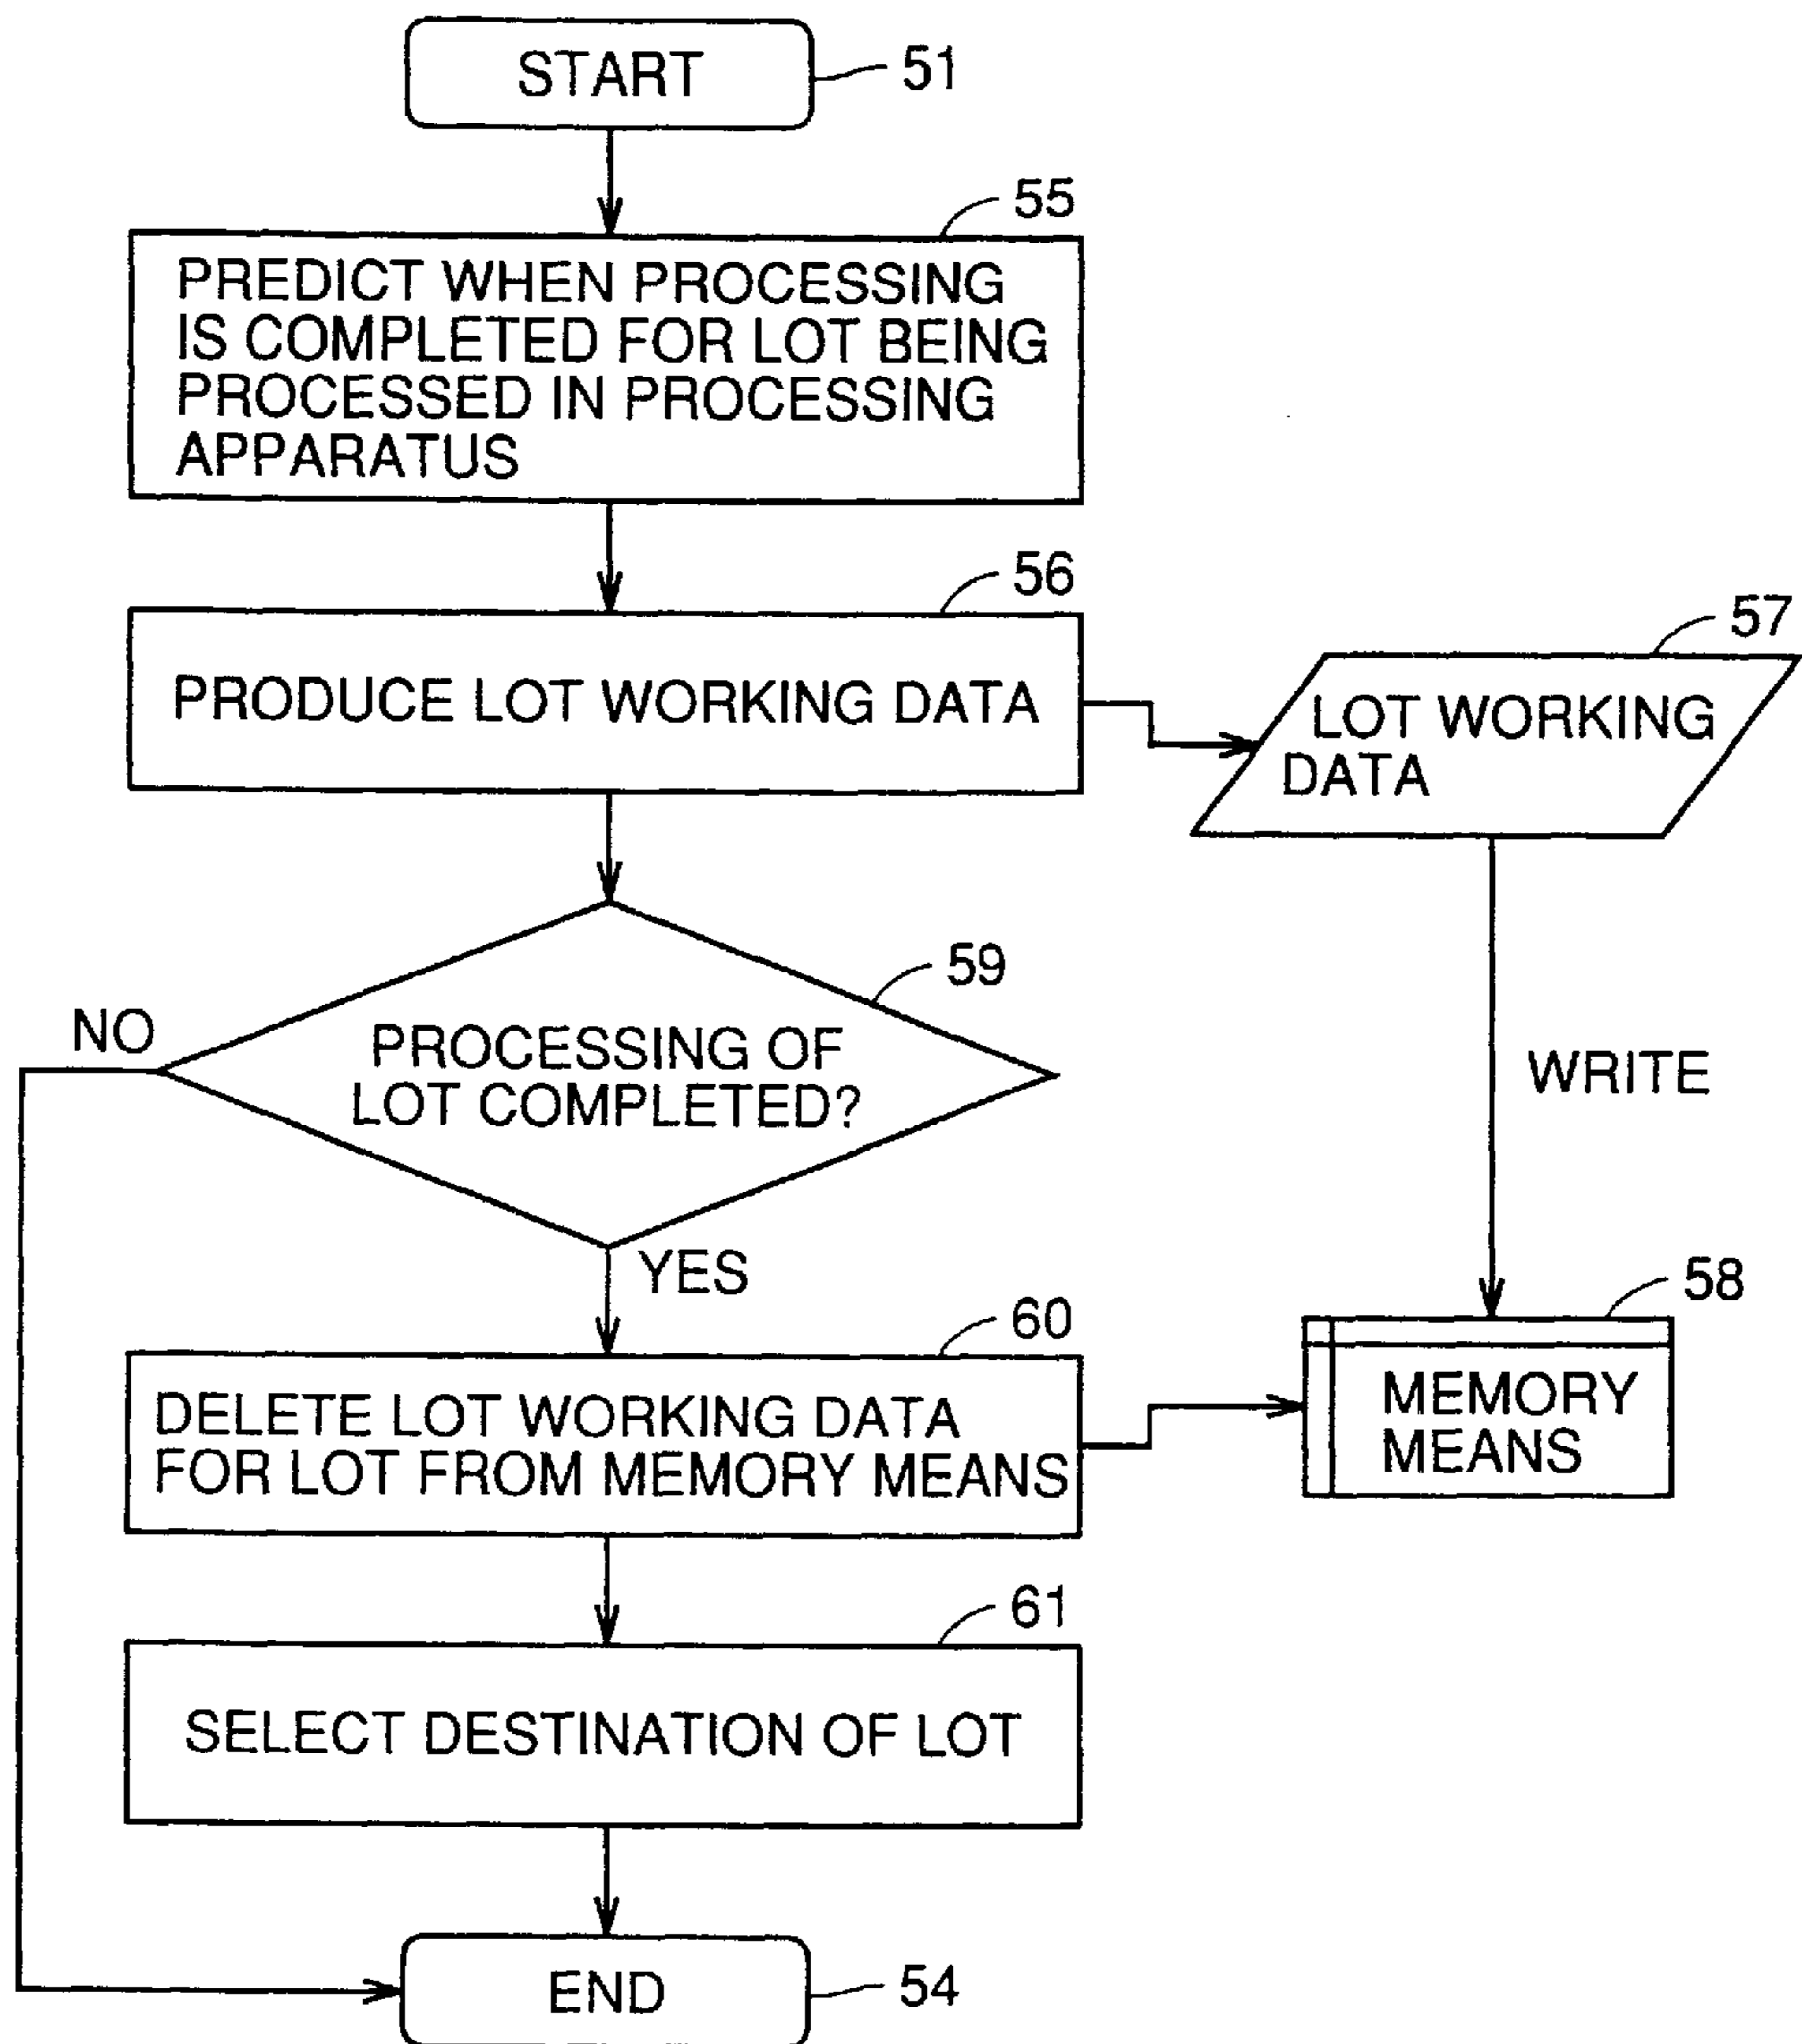 START
51
55
PREDICT WHEN PROCESSING
IS COMPLETED FOR LOT BEING
PROCESSED IN PROCESSING
APPARATUS
56
PRODUCE LOT WORKING DATA
57
LOT WORKING
DATA
59
NO
PROCESSING OF
LOT COMPLETED?
WRITE
YES
58
MEMORY
MEANS
60
DELETE LOT WORKING DATA
FOR LOT FROM MEMORY MEANS
61
SELECT DESTINATION OF LOT
END
54